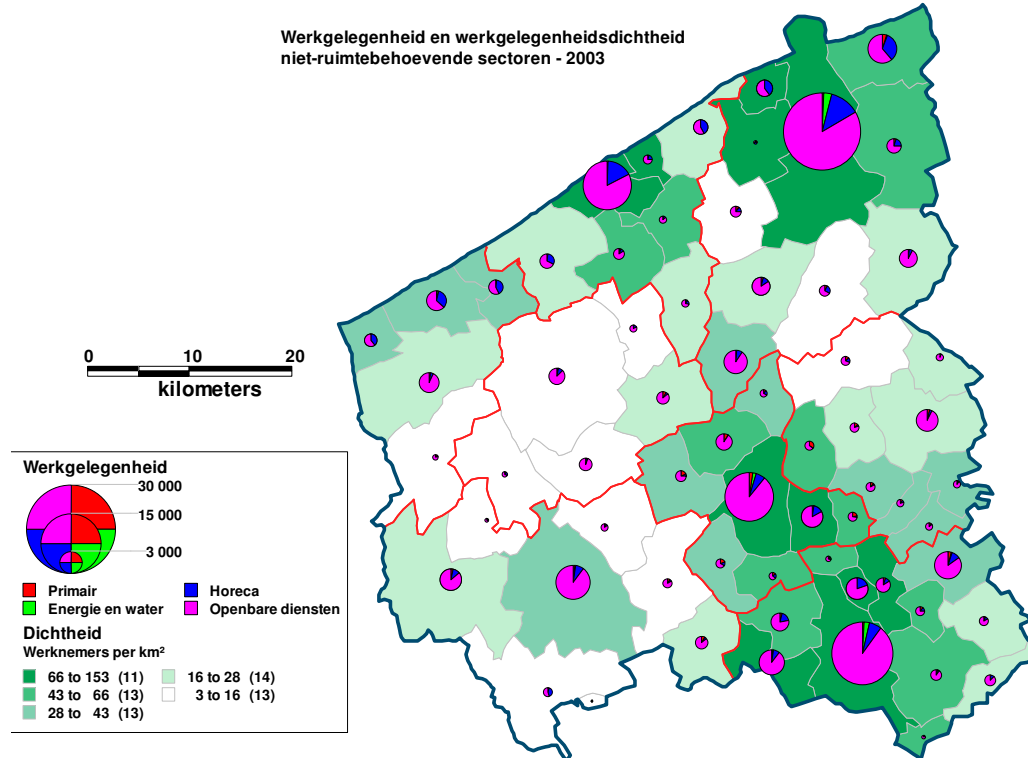 Werkgelegenheid en werkgelegenheidsdichtheid
niet-ruimtebehoevende sectoren - 2003
0 10 20
kilometers
Werkgelegenheid
30 000
15 000
3 000
Primair Horeca
Energie en water Openbare diensten
Dichtheid
Werknemers per km²
66 to 153 (11) 16 to 28 (14)
43 to 66 (13) 3 to 16 (13)
28 to 43 (13)